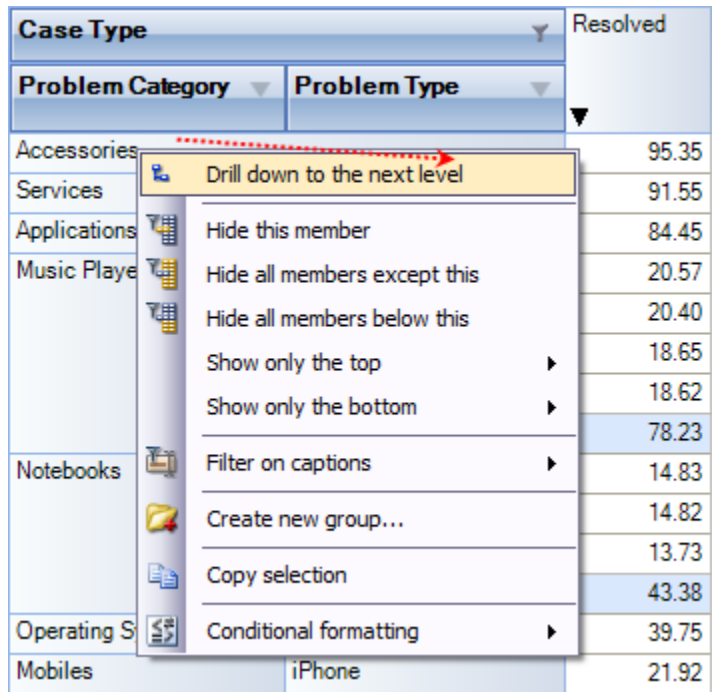 Case Type Resolved
Problem Category Problem Type
Accessories 95.35
Drill down to the next level
Services 91.55
Hide this member
Applications 84.45
Music Playe 20.57
Hide all members except this
20.40
Hide all members below this
18.65
Show only the top
18.62
Show only the bottom
78.23
Notebooks 14.83
Filter on captions
14.82
Create new group...
13.73
Copy selection
43.38
Operating S 39.75
Conditional formatting
Mobiles iPhone 21.92